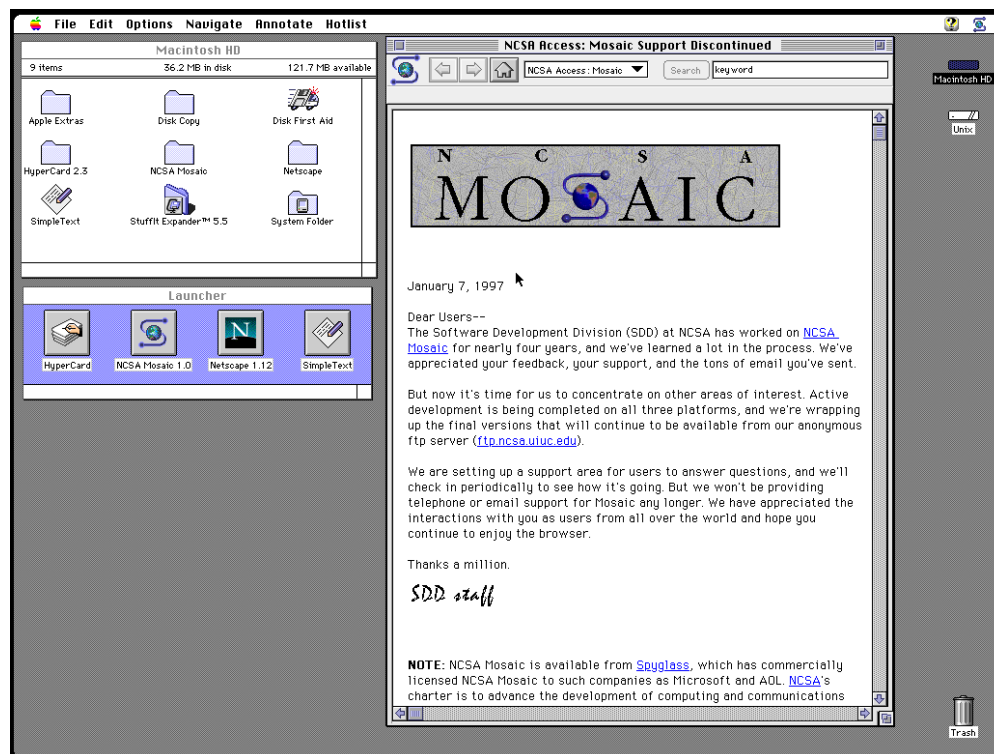 File Edit Options Navigate Annotate Hotlist
Macintosh HD
9 items 36.2 MB in disk 121.7 MB available
Apple Extras Disk Copy Disk First Aid
HyperCard 2.3 NCSA Mosaic Netscape
SimpleText StuffIt Expander™ 5.5 System Folder
Launcher
N
HyperCard NCSA Mosaic 1.0 Netscape 1.12 SimpleText
NCSA Access: Mosaic Support Discontinued
NCSA Access: Mosaic Search keyword
N C S A
MOSAIC
January 7, 1997
Dear Users--
The Software Development Division (SDD) at NCSA has worked on NCSA
Mosaic for nearly four years, and we've learned a lot in the process. We've
appreciated your feedback, your support, and the tons of email you've sent.
But now it's time for us to concentrate on other areas of interest. Active
development is being completed on all three platforms, and we're wrapping
up the final versions that will continue to be available from our anonymous
ftp server (ftp.ncsa.uiuc.edu).
We are setting up a support area for users to answer questions, and we'll
check in periodically to see how it's going. But we won't be providing
telephone or email support for Mosaic any longer. We have appreciated the
interactions with you as users from all over the world and hope you
continue to enjoy the browser.
Thanks a million.
SDD staff
NOTE: NCSA Mosaic is available from Spyglass, which has commercially
licensed NCSA Mosaic to such companies as Microsoft and AOL. NCSA's
charter is to advance the development of computing and communications
Macintosh HD
Unix
Trash